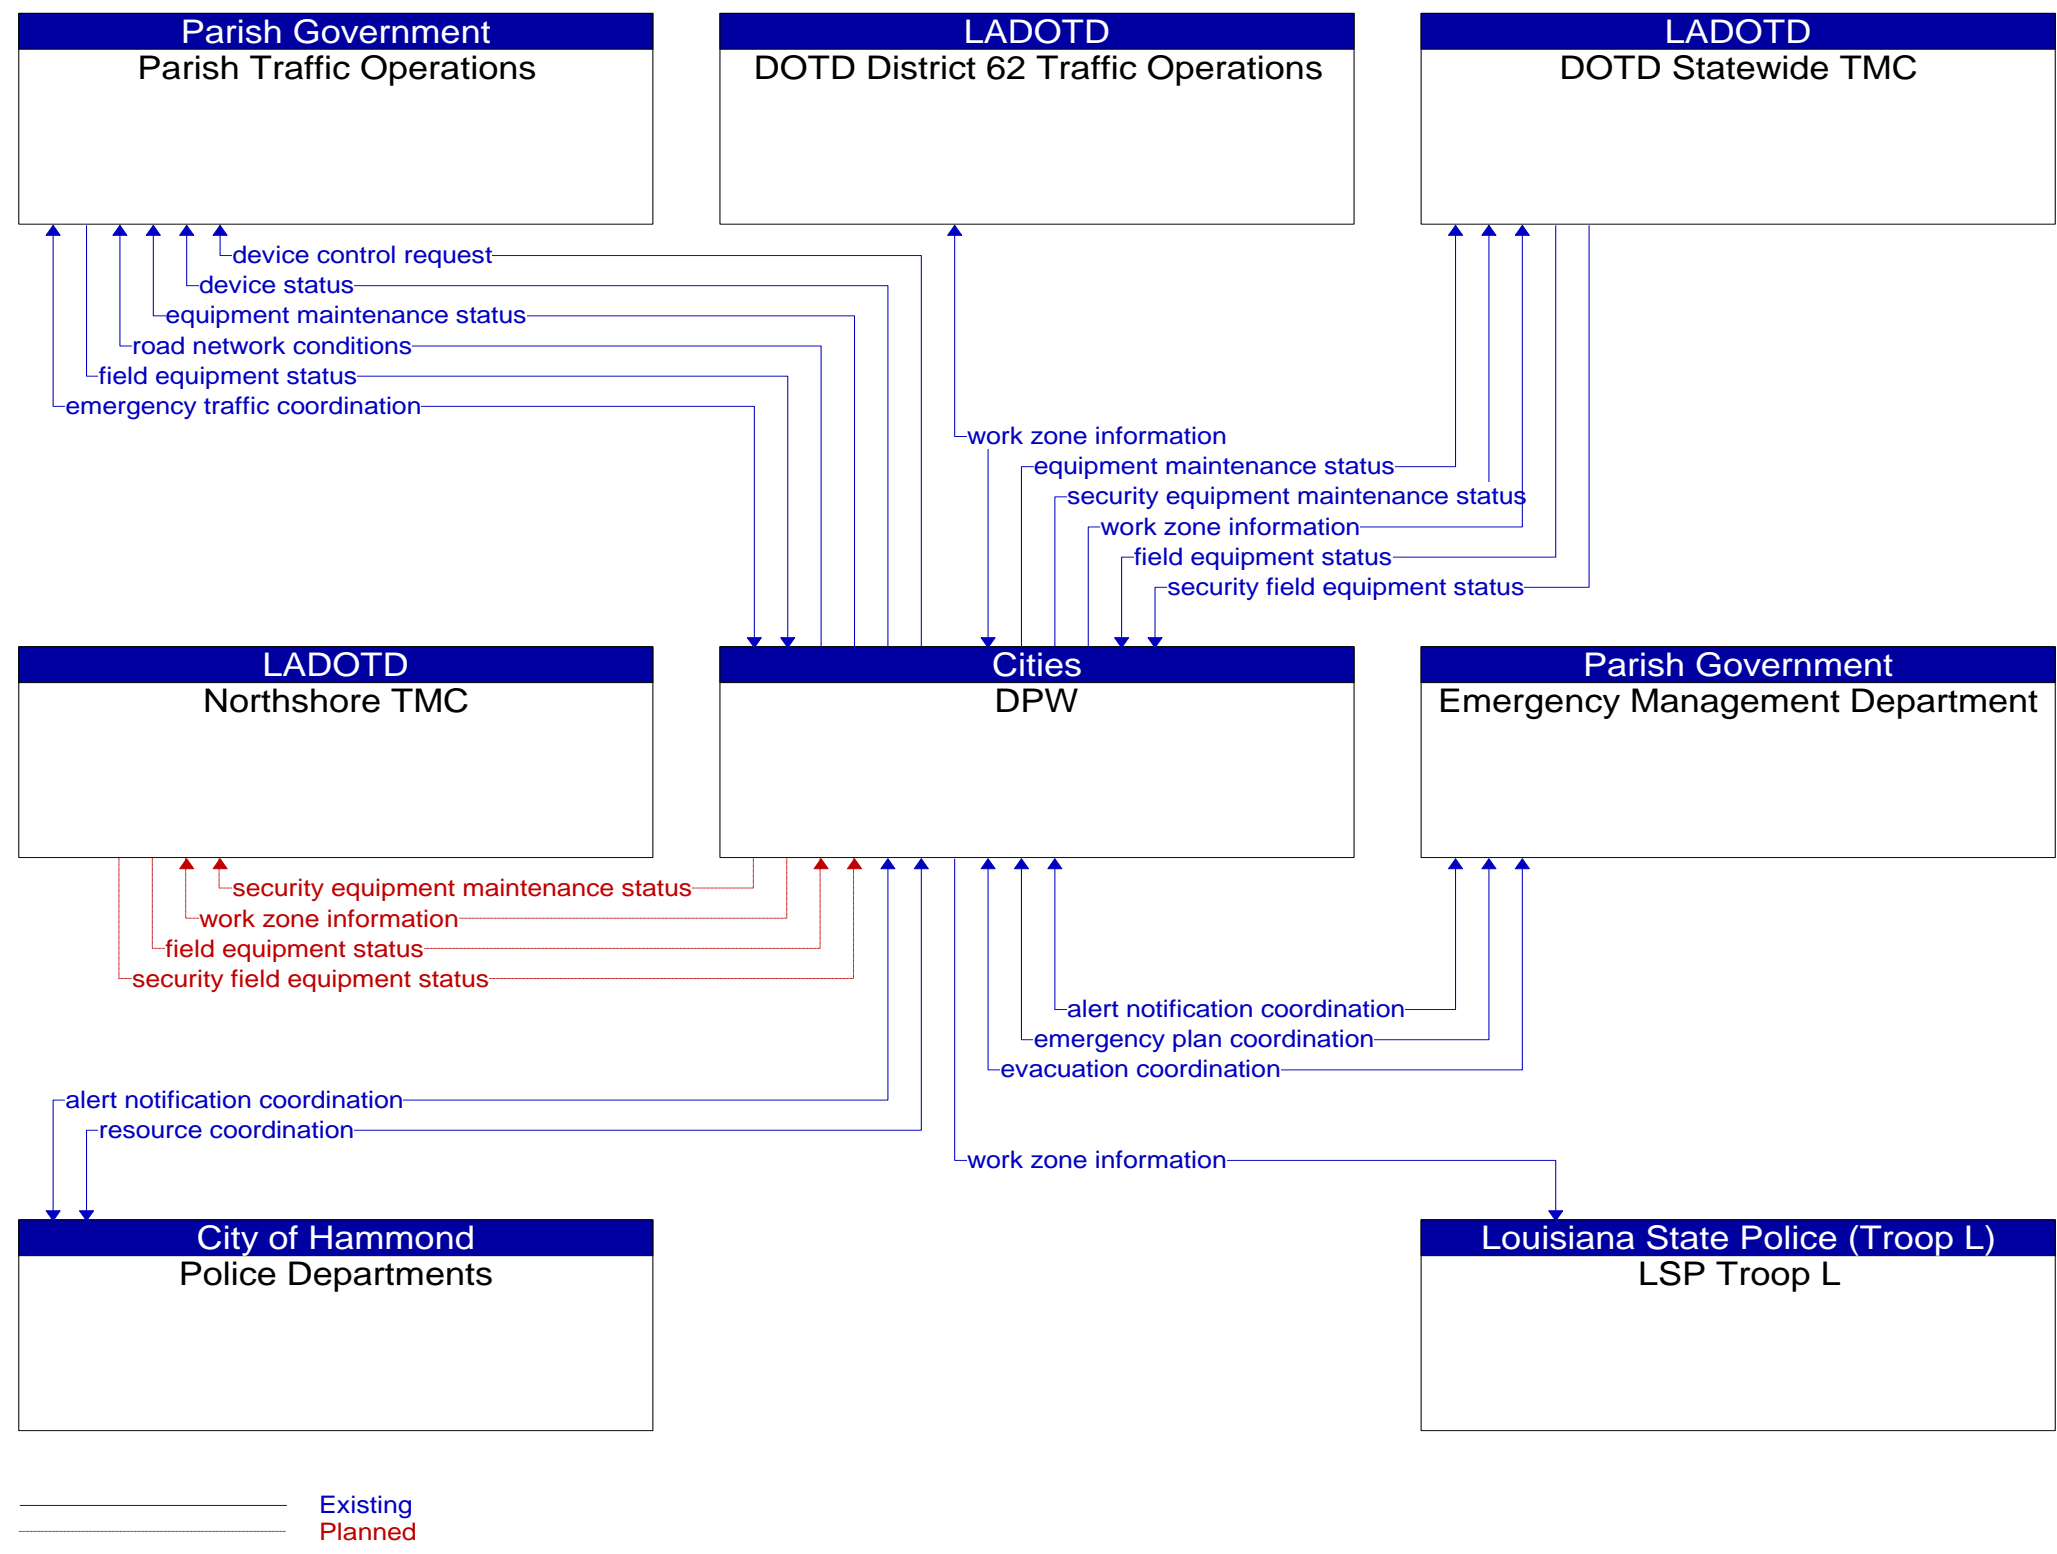 Parish Government
Parish Traffic Operations
LADOTD
DOTD District 62 Traffic Operations
LADOTD
DOTD Statewide TMC
device control request
device status
equipment maintenance status
road network conditions
field equipment status
emergency traffic coordination
work zone information
equipment maintenance status
security equipment maintenance status
work zone information
field equipment status
security field equipment status
LADOTD
Northshore TMC
Cities
DPW
Parish Government
Emergency Management Department
security equipment maintenance status
work zone information
field equipment status
security field equipment status
alert notification coordination
emergency plan coordination
evacuation coordination
alert notification coordination
resource coordination
work zone information
City of Hammond
Police Departments
Louisiana State Police (Troop L)
LSP Troop L
Existing
Planned